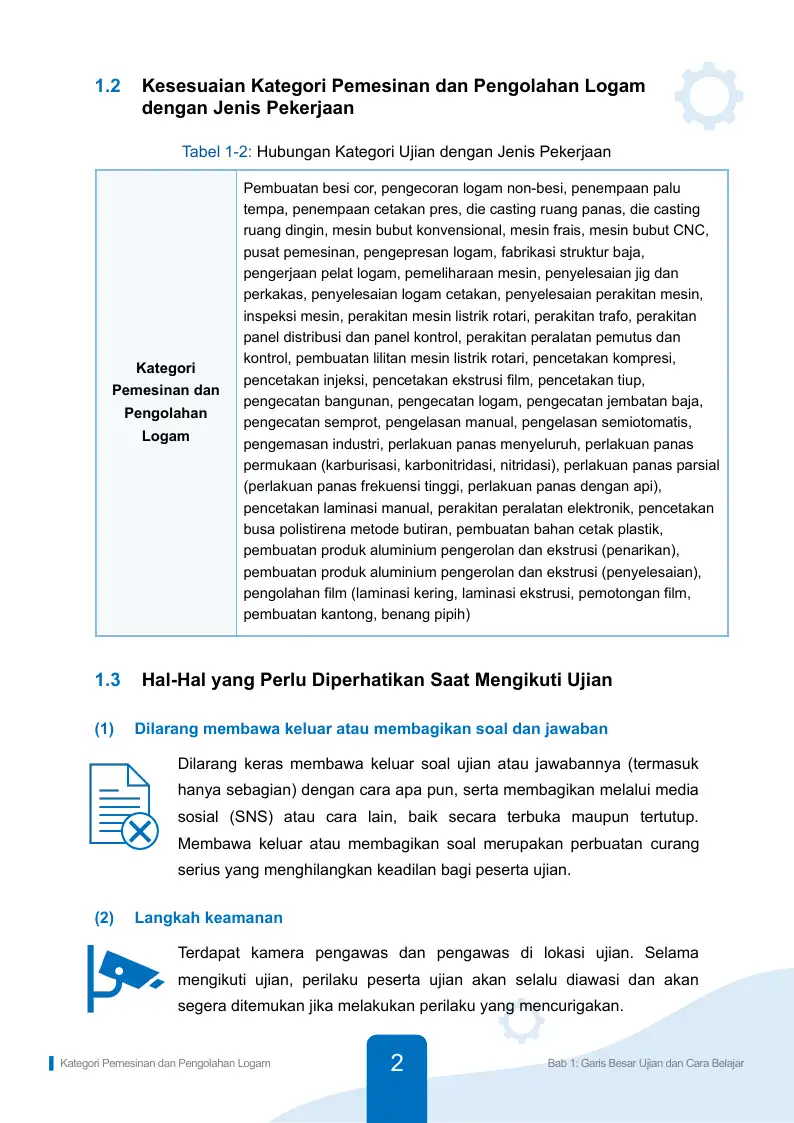 1.2 Kesesuaian Kategori Pemesinan dan Pengolahan Logam
dengan Jenis Pekerjaan
Tabel 1-2: Hubungan Kategori Ujian dengan Jenis Pekerjaan
Kategori
Pemesinan dan
Pengolahan
Logam
Pembuatan besi cor, pengecoran logam non-besi, penempaan palu
tempa, penempaan cetakan pres, die casting ruang panas, die casting
ruang dingin, mesin bubut konvensional, mesin frais, mesin bubut CNC,
pusat pemesinan, pengepresan logam, fabrikasi struktur baja,
pengerjaan pelat logam, pemeliharaan mesin, penyelesaian jig dan
perkakas, penyelesaian logam cetakan, penyelesaian perakitan mesin,
inspeksi mesin, perakitan mesin listrik rotari, perakitan trafo, perakitan
panel distribusi dan panel kontrol, perakitan peralatan pemutus dan
kontrol, pembuatan lilitan mesin listrik rotari, pencetakan kompresi,
pencetakan injeksi, pencetakan ekstrusi film, pencetakan tiup,
pengecatan bangunan, pengecatan logam, pengecatan jembatan baja,
pengecatan semprot, pengelasan manual, pengelasan semiotomatis,
pengemasan industri, perlakuan panas menyeluruh, perlakuan panas
permukaan (karburisasi, karbonitridasi, nitridasi), perlakuan panas parsial
(perlakuan panas frekuensi tinggi, perlakuan panas dengan api),
pencetakan laminasi manual, perakitan peralatan elektronik, pencetakan
busa polistirena metode butiran, pembuatan bahan cetak plastik,
pembuatan produk aluminium pengerolan dan ekstrusi (penarikan),
pembuatan produk aluminium pengerolan dan ekstrusi (penyelesaian),
pengolahan film (laminasi kering, laminasi ekstrusi, pemotongan film,
pembuatan kantong, benang pipih)
1.3 Hal-Hal yang Perlu Diperhatikan Saat Mengikuti Ujian
(1) Dilarang membawa keluar atau membagikan soal dan jawaban
Dilarang keras membawa keluar soal ujian atau jawabannya (termasuk
hanya sebagian) dengan cara apa pun, serta membagikan melalui media
sosial (SNS) atau cara lain, baik secara terbuka maupun tertutup.
Membawa keluar atau membagikan soal merupakan perbuatan curang
serius yang menghilangkan keadilan bagi peserta ujian.
(2) Langkah keamanan
Terdapat kamera pengawas dan pengawas di lokasi ujian. Selama
mengikuti ujian, perilaku peserta ujian akan selalu diawasi dan akan
segera ditemukan jika melakukan perilaku yang mencurigakan.
Kategori Pemesinan dan Pengolahan Logam
2
Bab 1: Garis Besar Ujian dan Cara Belajar